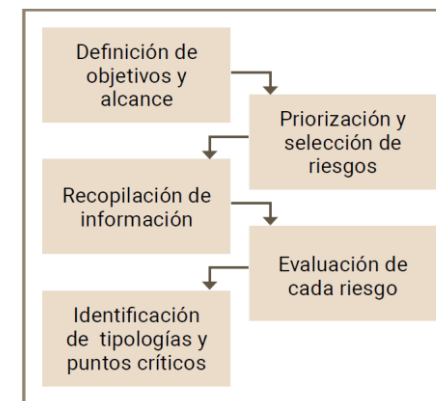 Definición de
objetivos y
alcance
Priorización y
selección de
riesgos
Recopilación de
información
Evaluación de
cada riesgo
Identificación
de tipologías y
puntos críticos